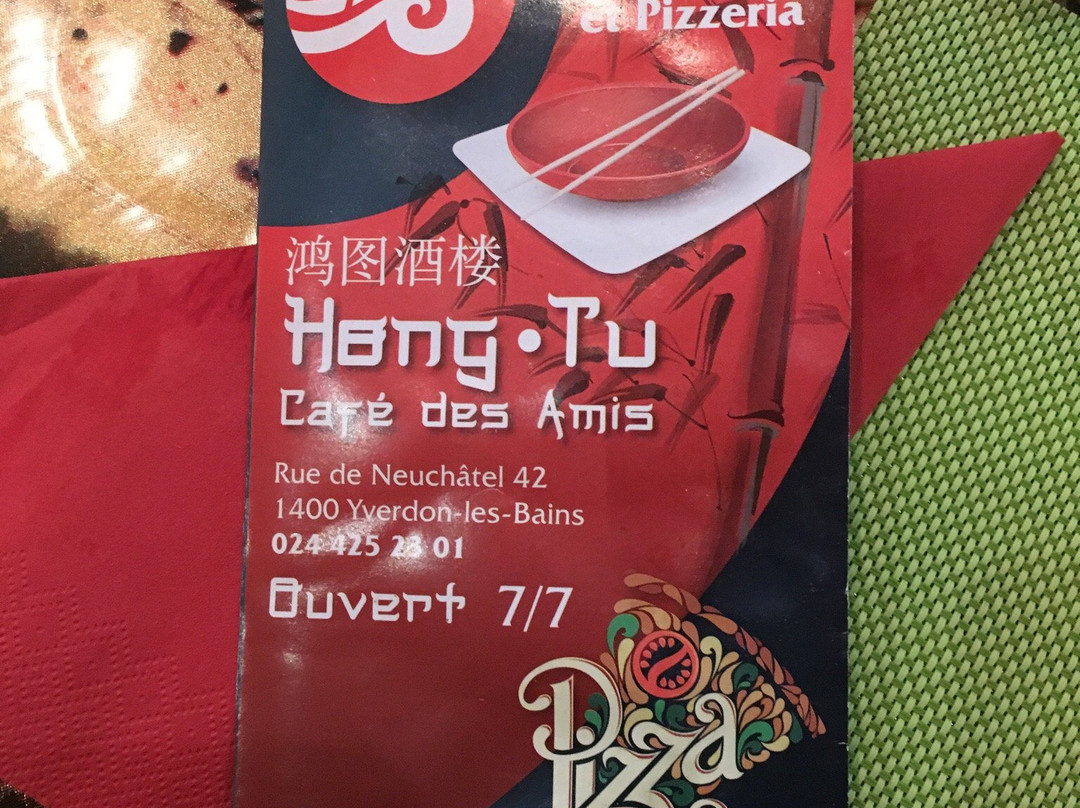 et Pizzeria
鸿图酒楼
Hong•Tu
Café des Amis
Rue de Neuchâtel 42
1400 Yverdon-les-Bains
024 425 23 01
Ouvert 7/7
Pizza